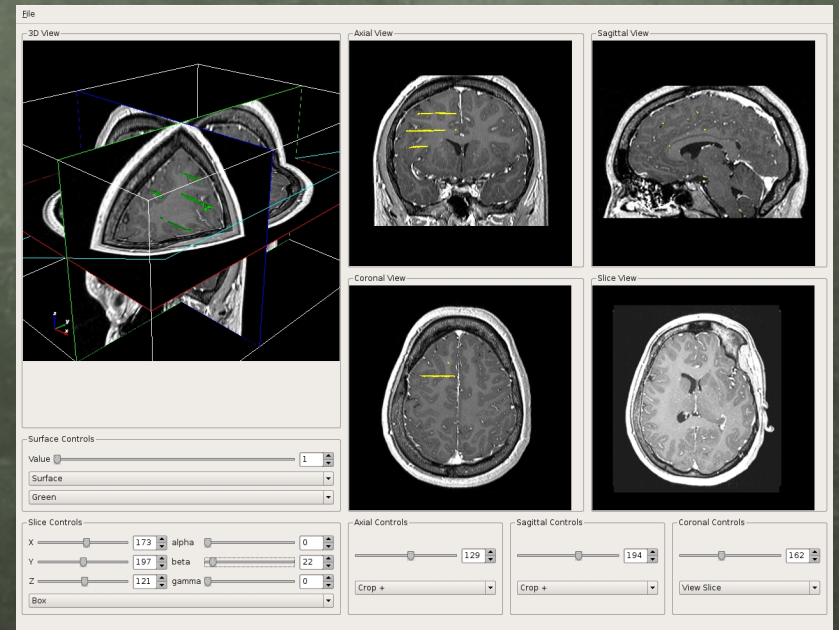 File
3D View
Axial View
Sagittal View
Coronal View
Slice View
Surface Controls
Value 1
Surface
Green
Slice Controls
X 173 alpha 0
Y 197 beta 22
Z 121 gamma 0
Box
Axial Controls
129
Crop +
Sagittal Controls
194
Crop +
Coronal Controls
162
View Slice